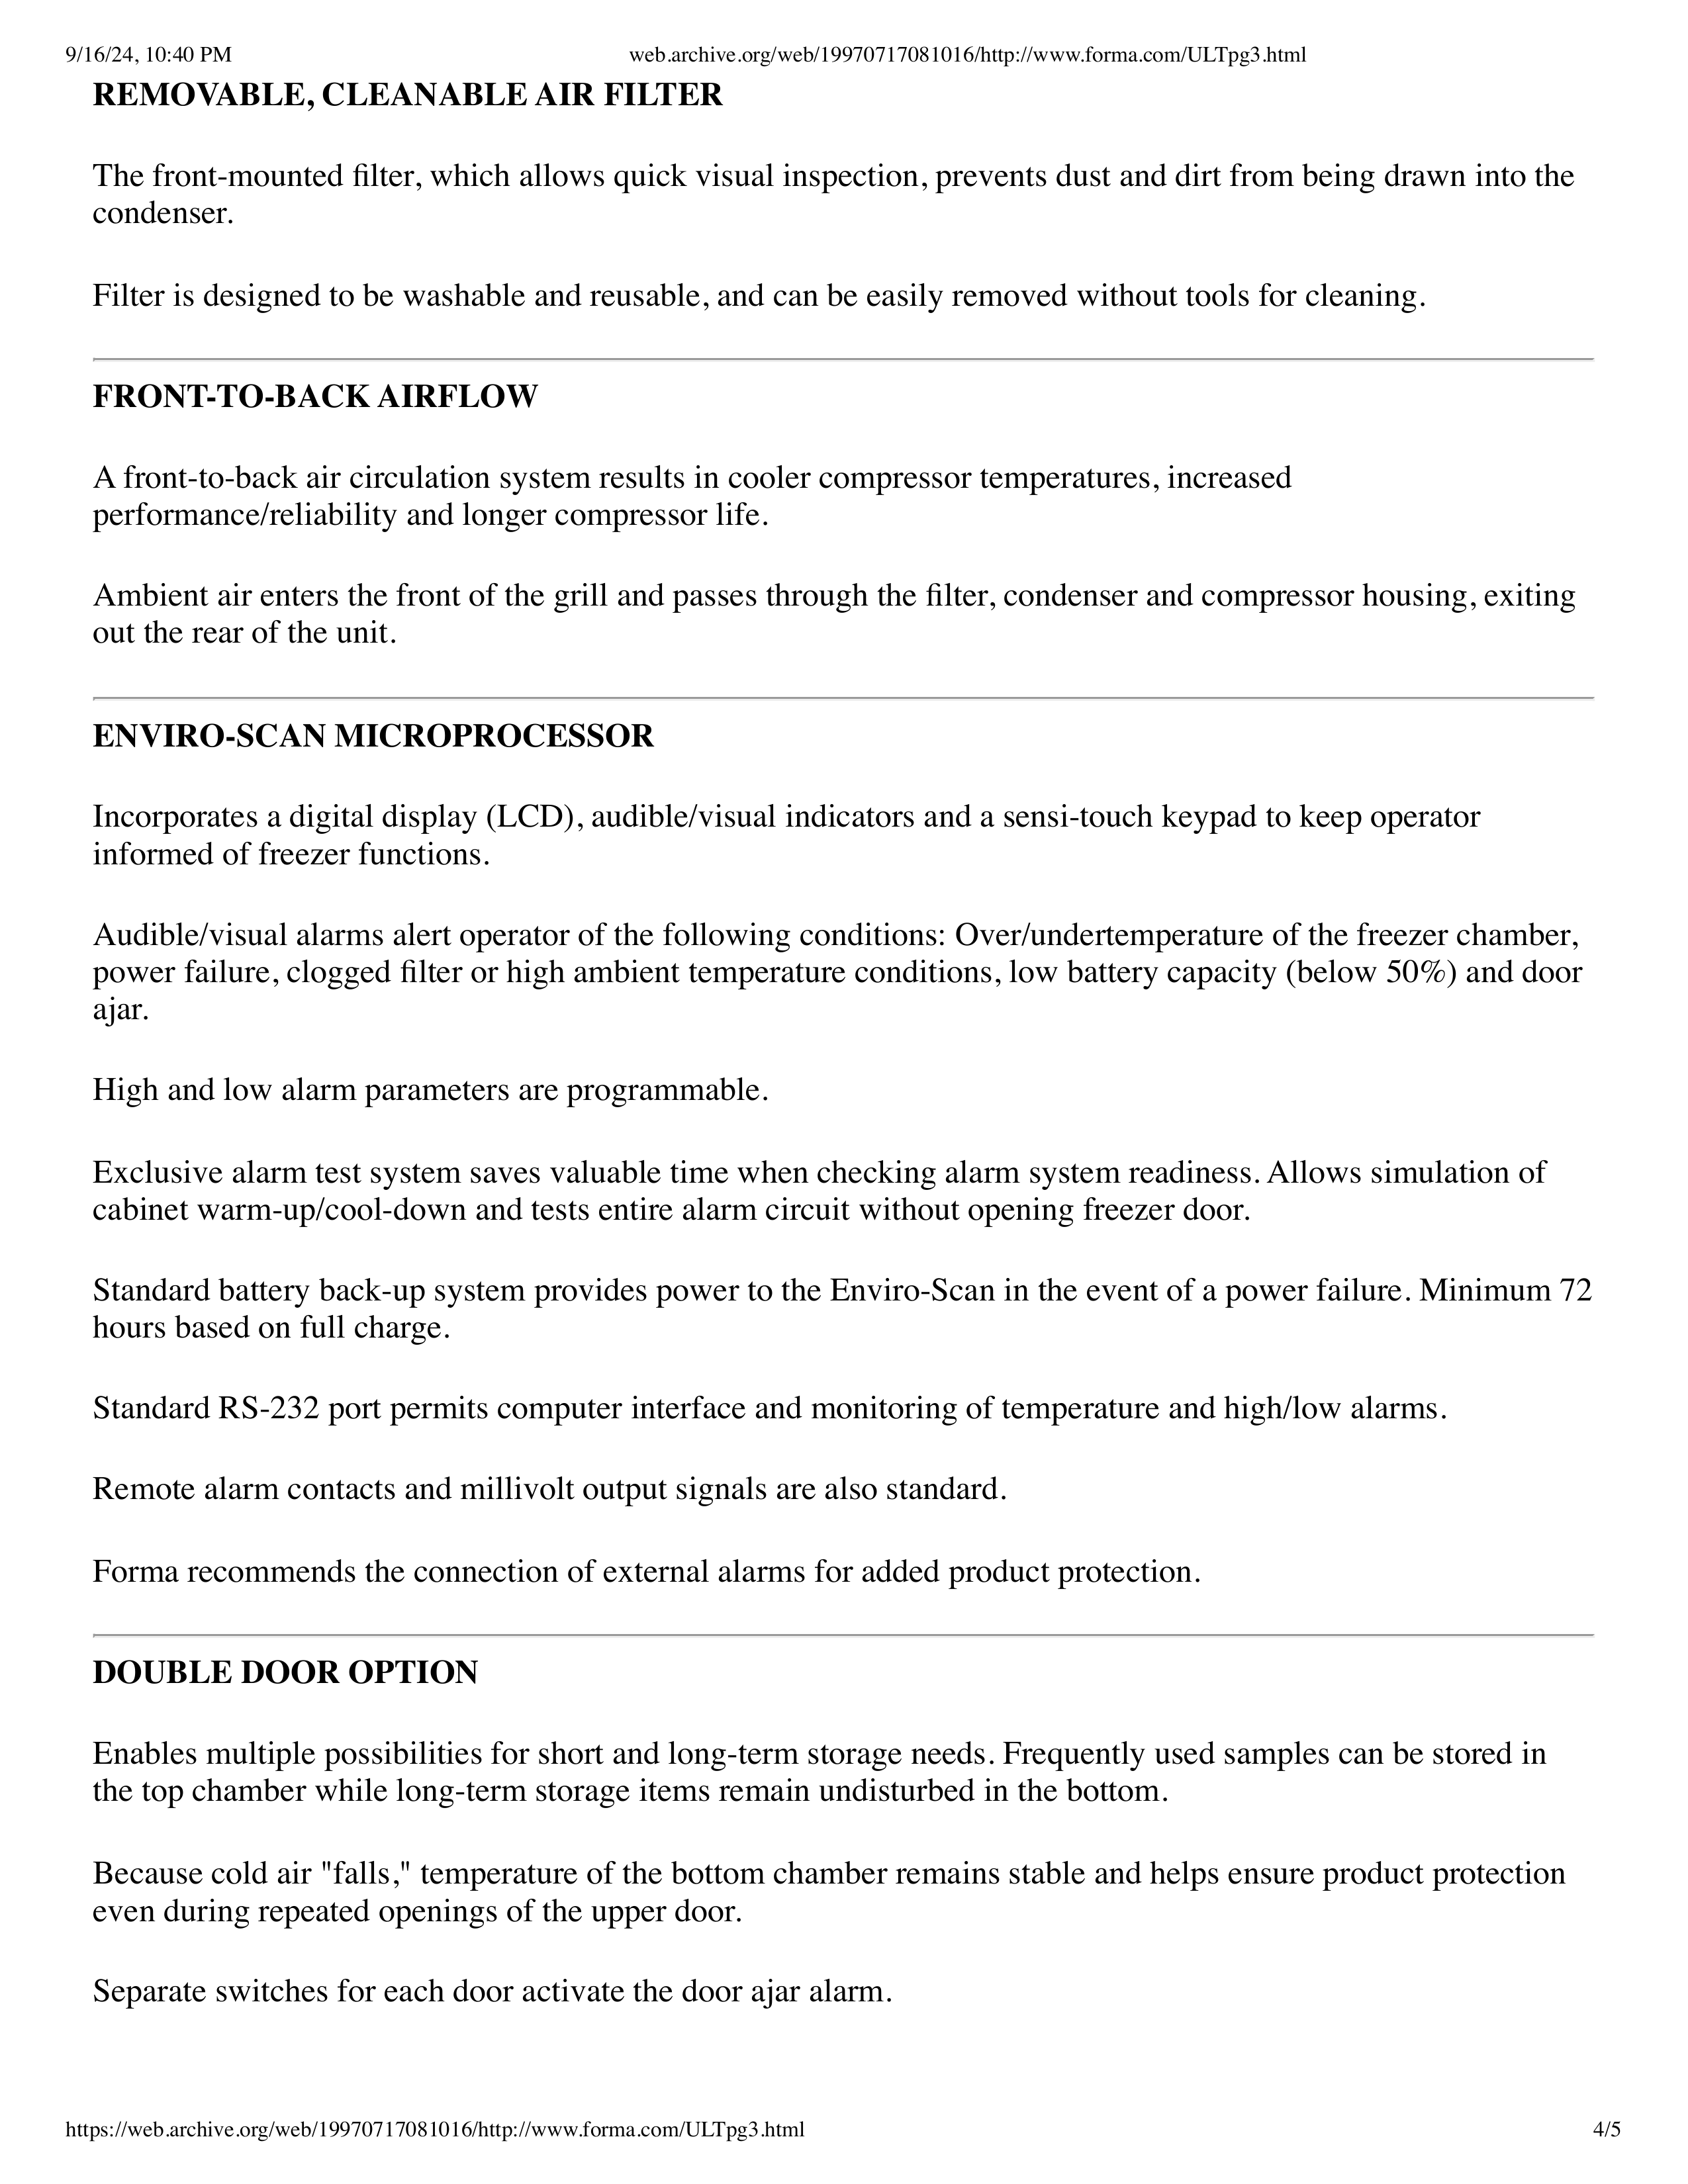 9/16/24, 10:40 PM web.archive.org/web/19970717081016/http://www.forma.com/ULTpg3.html
REMOVABLE, CLEANABLE AIR FILTER
The front-mounted filter, which allows quick visual inspection, prevents dust and dirt from being drawn into the
condenser.
Filter is designed to be washable and reusable, and can be easily removed without tools for cleaning.
FRONT-TO-BACK AIRFLOW
A front-to-back air circulation system results in cooler compressor temperatures, increased
performance/reliability and longer compressor life.
Ambient air enters the front of the grill and passes through the filter, condenser and compressor housing, exiting
out the rear of the unit.
ENVIRO-SCAN MICROPROCESSOR
Incorporates a digital display (LCD), audible/visual indicators and a sensi-touch keypad to keep operator
informed of freezer functions.
Audible/visual alarms alert operator of the following conditions: Over/undertemperature of the freezer chamber,
power failure, clogged filter or high ambient temperature conditions, low battery capacity (below 50%) and door
ajar.
High and low alarm parameters are programmable.
Exclusive alarm test system saves valuable time when checking alarm system readiness. Allows simulation of
cabinet warm-up/cool-down and tests entire alarm circuit without opening freezer door.
Standard battery back-up system provides power to the Enviro-Scan in the event of a power failure. Minimum 72
hours based on full charge.
Standard RS-232 port permits computer interface and monitoring of temperature and high/low alarms.
Remote alarm contacts and millivolt output signals are also standard.
Forma recommends the connection of external alarms for added product protection.
DOUBLE DOOR OPTION
Enables multiple possibilities for short and long-term storage needs. Frequently used samples can be stored in
the top chamber while long-term storage items remain undisturbed in the bottom.
Because cold air "falls," temperature of the bottom chamber remains stable and helps ensure product protection
even during repeated openings of the upper door.
Separate switches for each door activate the door ajar alarm.
https://web.archive.org/web/19970717081016/http://www.forma.com/ULTpg3.html 4/5